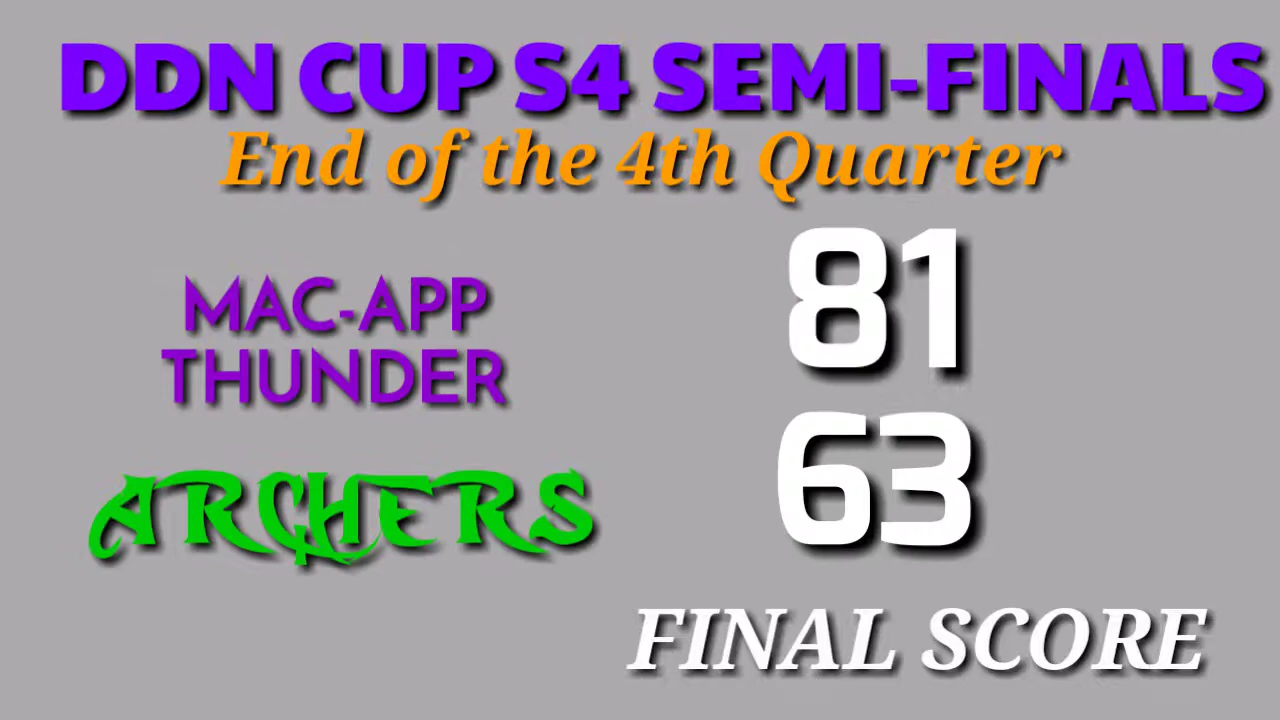 DDN CUP S4 SEMI-FINALS
End of the 4th Quarter
MAC-APP
THUNDER
81
ARCHERS
63
FINAL SCORE